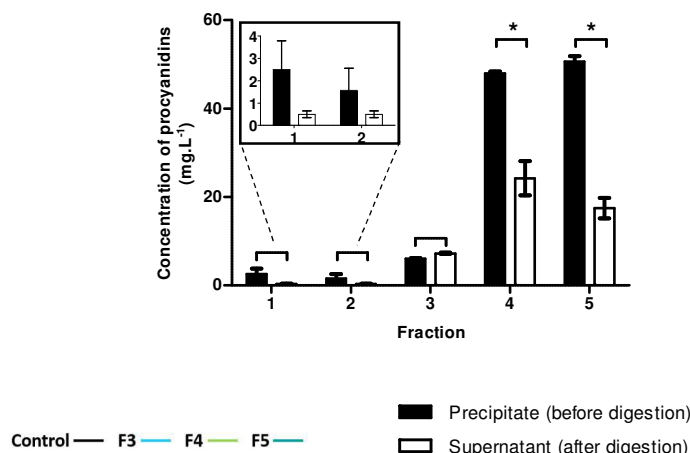 60
40
20
0
Concentration of procyanidins
(mg.L-1)
4
3
2
1
0
1 2
* *
1 2 3 4 5
Fraction
Precipitate (before digestion)
Control F3 F4 F5
Supernatant (after digestion)